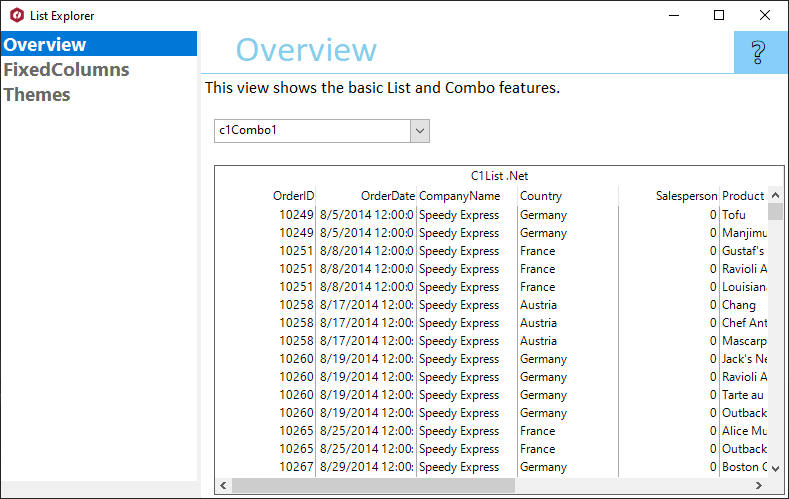 List Explorer
Overview
FixedColumns
Themes
Overview
?
This view shows the basic List and Combo features.
c1Combo1
C1List .Net
OrderID OrderDate CompanyName Country Salesperson Product
10249 8/5/2014 12:00:0 Speedy Express Germany 0 Tofu
10249 8/5/2014 12:00:0 Speedy Express Germany 0 Manjimu
10251 8/8/2014 12:00:0 Speedy Express France 0 Gustaf's
10251 8/8/2014 12:00:0 Speedy Express France 0 Ravioli A
10251 8/8/2014 12:00:0 Speedy Express France 0 Louisiana
10258 8/17/2014 12:00: Speedy Express Austria 0 Chang
10258 8/17/2014 12:00: Speedy Express Austria 0 Chef Ant
10258 8/17/2014 12:00: Speedy Express Austria 0 Mascarp
10260 8/19/2014 12:00: Speedy Express Germany 0 Jack's Ne
10260 8/19/2014 12:00: Speedy Express Germany 0 Ravioli A
10260 8/19/2014 12:00: Speedy Express Germany 0 Tarte au
10260 8/19/2014 12:00: Speedy Express Germany 0 Outback
10265 8/25/2014 12:00: Speedy Express France 0 Alice Mu
10265 8/25/2014 12:00: Speedy Express France 0 Outback
10267 8/29/2014 12:00: Speedy Express Germany 0 Boston C